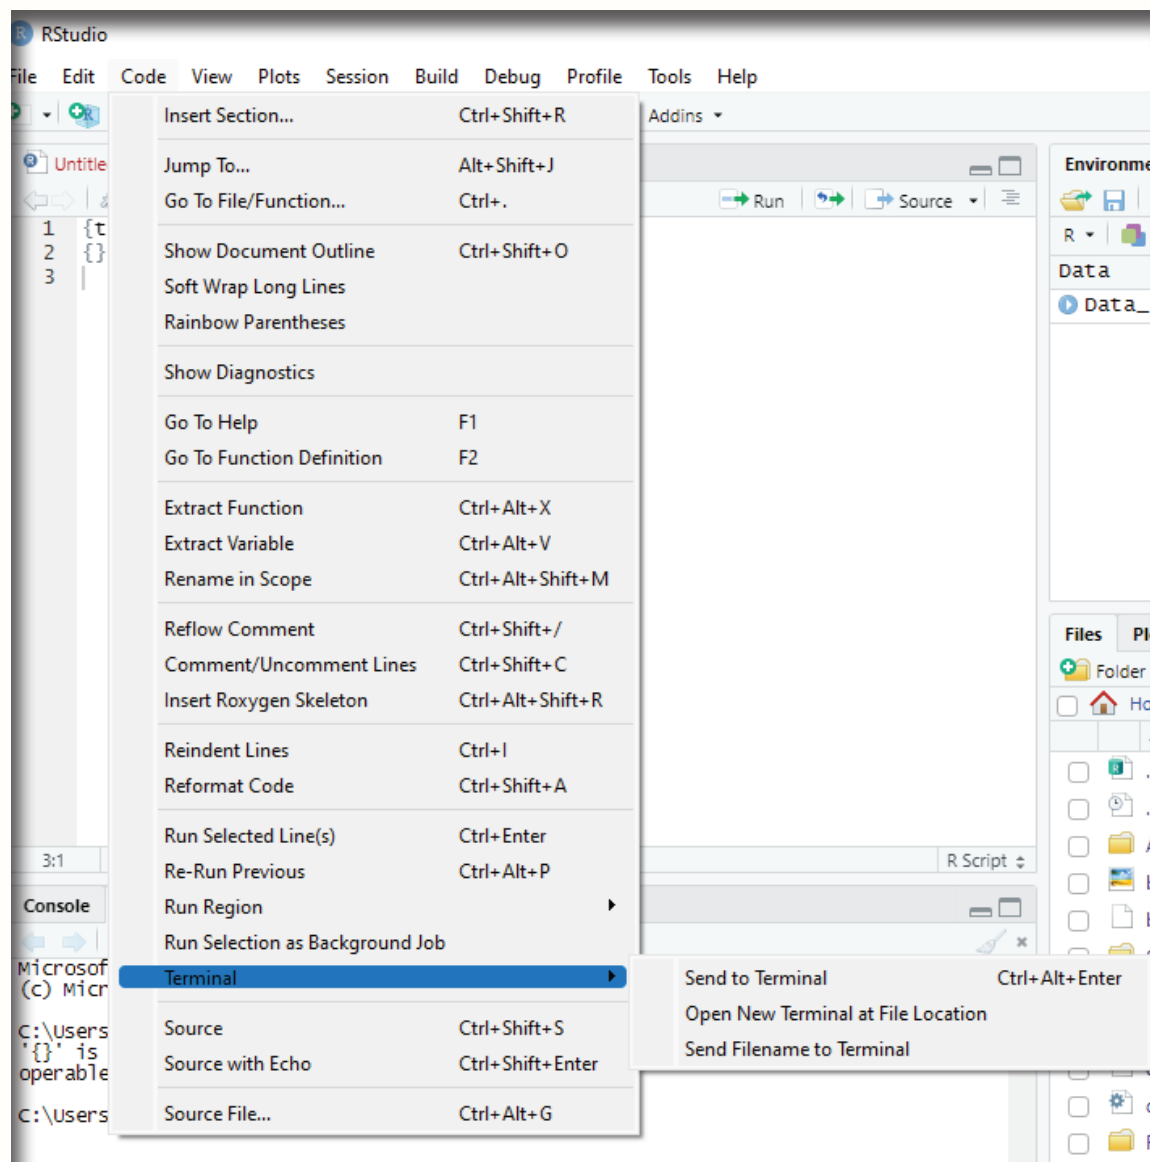 RStudio
File Edit Code View Plots Session Build Debug Profile Tools Help
Addins
Insert Section... Ctrl+Shift+R
Jump To... Alt+Shift+J
Go To File/Function... Ctrl+.
Show Document Outline Ctrl+Shift+O
Soft Wrap Long Lines
Rainbow Parentheses
Show Diagnostics
Go To Help F1
Go To Function Definition F2
Extract Function Ctrl+Alt+X
Extract Variable Ctrl+Alt+V
Rename in Scope Ctrl+Alt+Shift+M
Reflow Comment Ctrl+Shift+/
Comment/Uncomment Lines Ctrl+Shift+C
Insert Roxygen Skeleton Ctrl+Alt+Shift+R
Reindent Lines Ctrl+I
Reformat Code Ctrl+Shift+A
Run Selected Line(s) Ctrl+Enter
Re-Run Previous Ctrl+Alt+P
Run Region
Run Selection as Background Job
Terminal
Source Ctrl+Shift+S
Source with Echo Ctrl+Shift+Enter
Source File... Ctrl+Alt+G
Send to Terminal Ctrl+Alt+Enter
Open New Terminal at File Location
Send Filename to Terminal
Untitle
Run Source
1 {t
2 {}
3
3:1 R Script
Console
Microsof
(c) Micr
C:\Users
'{}' is
operable
C:\Users
Environme
R
Data
Data_
Files Pl
Folder
Ho